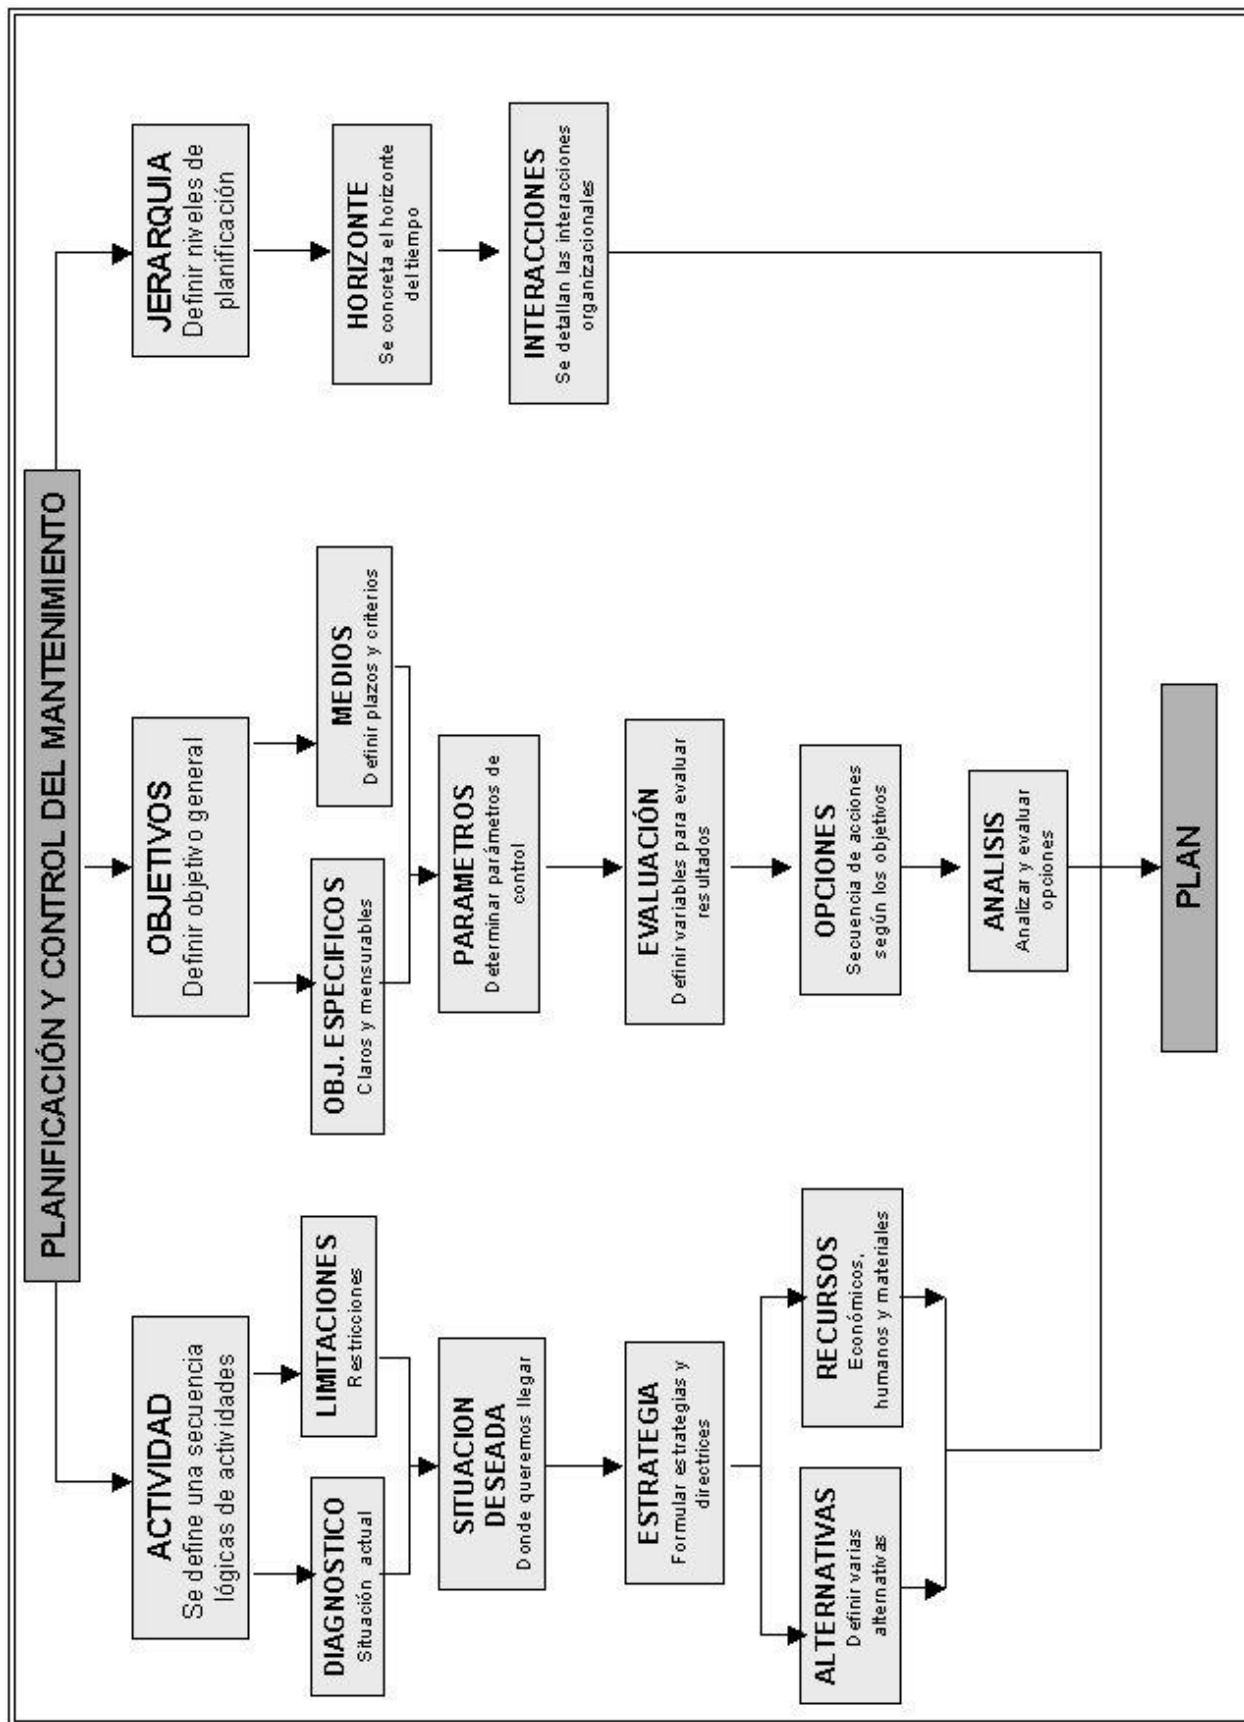 PLANIFICACIÓN Y CONTROL DEL MANTENIMIENTO
ACTIVIDAD
Se define una secuencia
lógicas de actividades
OBJETIVOS
Definir objetivo general
JERARQUIA
Definir niveles de
planificación
DIAGNOSTICO
Situación actual
LIMITACIONES
Restricciones
OBJ. ESPECIFICOS
Claros y mensurables
MEDIOS
Definir plazos y criterios
HORIZONTE
Se concreta el horizonte
del tiempo
SITUACION
DESEADA
Donde queremos llegar
PARAMETROS
Determinar parámetros de
control
INTERACCIONES
Se detallan las interacciones
organizacionales
ESTRATEGIA
Formular estrategias y
directrices
EVALUACIÓN
Definir variables para evaluar
resultados
ALTERNATIVAS
Definir varias
alternativas
RECURSOS
Económicos,
humanos y materiales
OPCIONES
Secuencia de acciones
según los objetivos
ANALISIS
Analizar y evaluar
opciones
PLAN